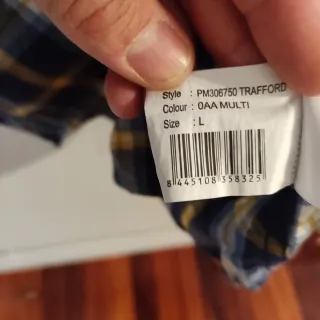 Style : PM306750 TRAFFORD
Colour : 0AA MULTI
Size : L
8 445108 358325